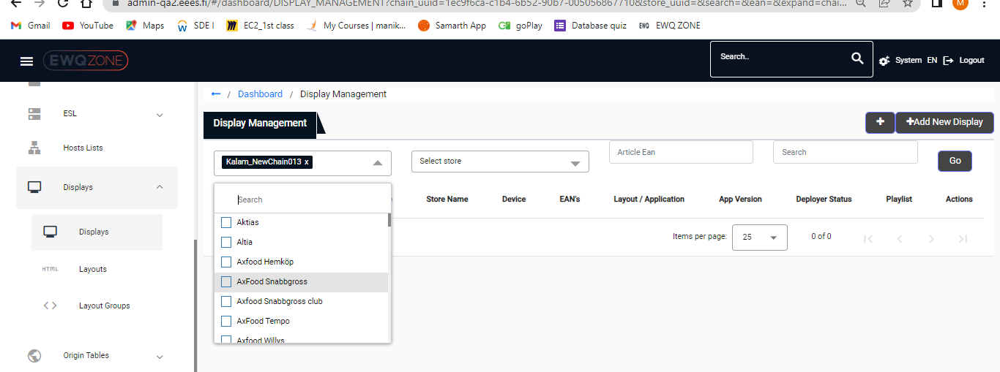 admin-qa2.eees.fi/#/dashboard/DISPLAY_MANAGEMENT?chain_uuid=1ec9f6ca-c1b4-6b52-90b7-005056867710&store_uuid=&search=&ean=&expand=chai...
M
Gmail YouTube Maps SDE I EC2_1st class My Courses | manik... Samarth App goPlay Database quiz EWQ EWQ ZONE
EWQZONE Search.. System EN Logout
/ Dashboard / Display Management
ESL
Hosts Lists
Displays
Displays
HTML Layouts
Layout Groups
Origin Tables
Display Management + +Add New Display
Kalam_NewChain013 x Select store Article Ean Search Go
Search
Store Name Device EAN's Layout / Application App Version Deployer Status Playlist Actions
Aktias
Altia
Axfood Hemköp
AxFood Snabbgross
Axfood Snabbgross club
AxFood Tempo
Axfood Willys
Items per page: 25 0 of 0